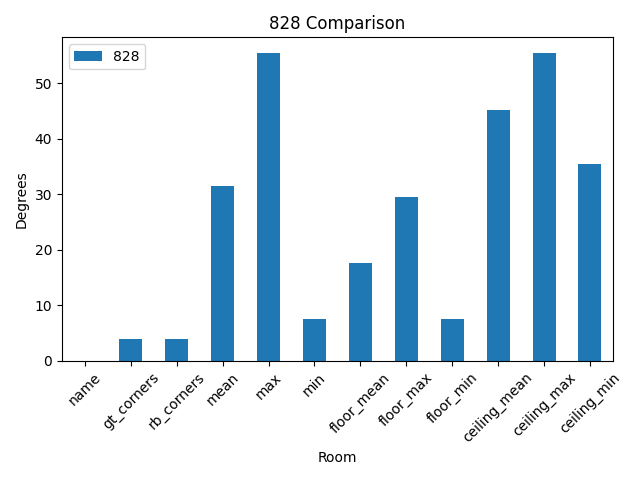 828 Comparison
828
Degrees
50
40
30
20
10
0
name
gt_corners
rb_corners
mean
max
min
floor_mean
floor_max
floor_min
ceiling_mean
ceiling_max
ceiling_min
Room